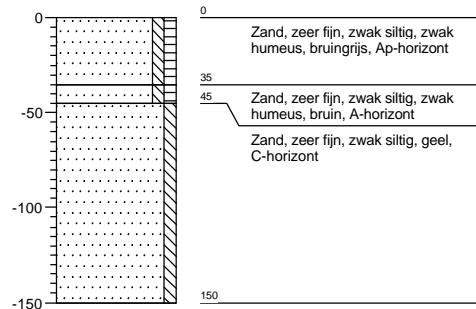 0
-50
-100
-150
0
Zand, zeer fijn, zwak siltig, zwak
humeus, bruingrijs, Ap-horizont
35
Zand, zeer fijn, zwak siltig, zwak
humeus, bruin, A-horizont
45
Zand, zeer fijn, zwak siltig, geel,
C-horizont
150